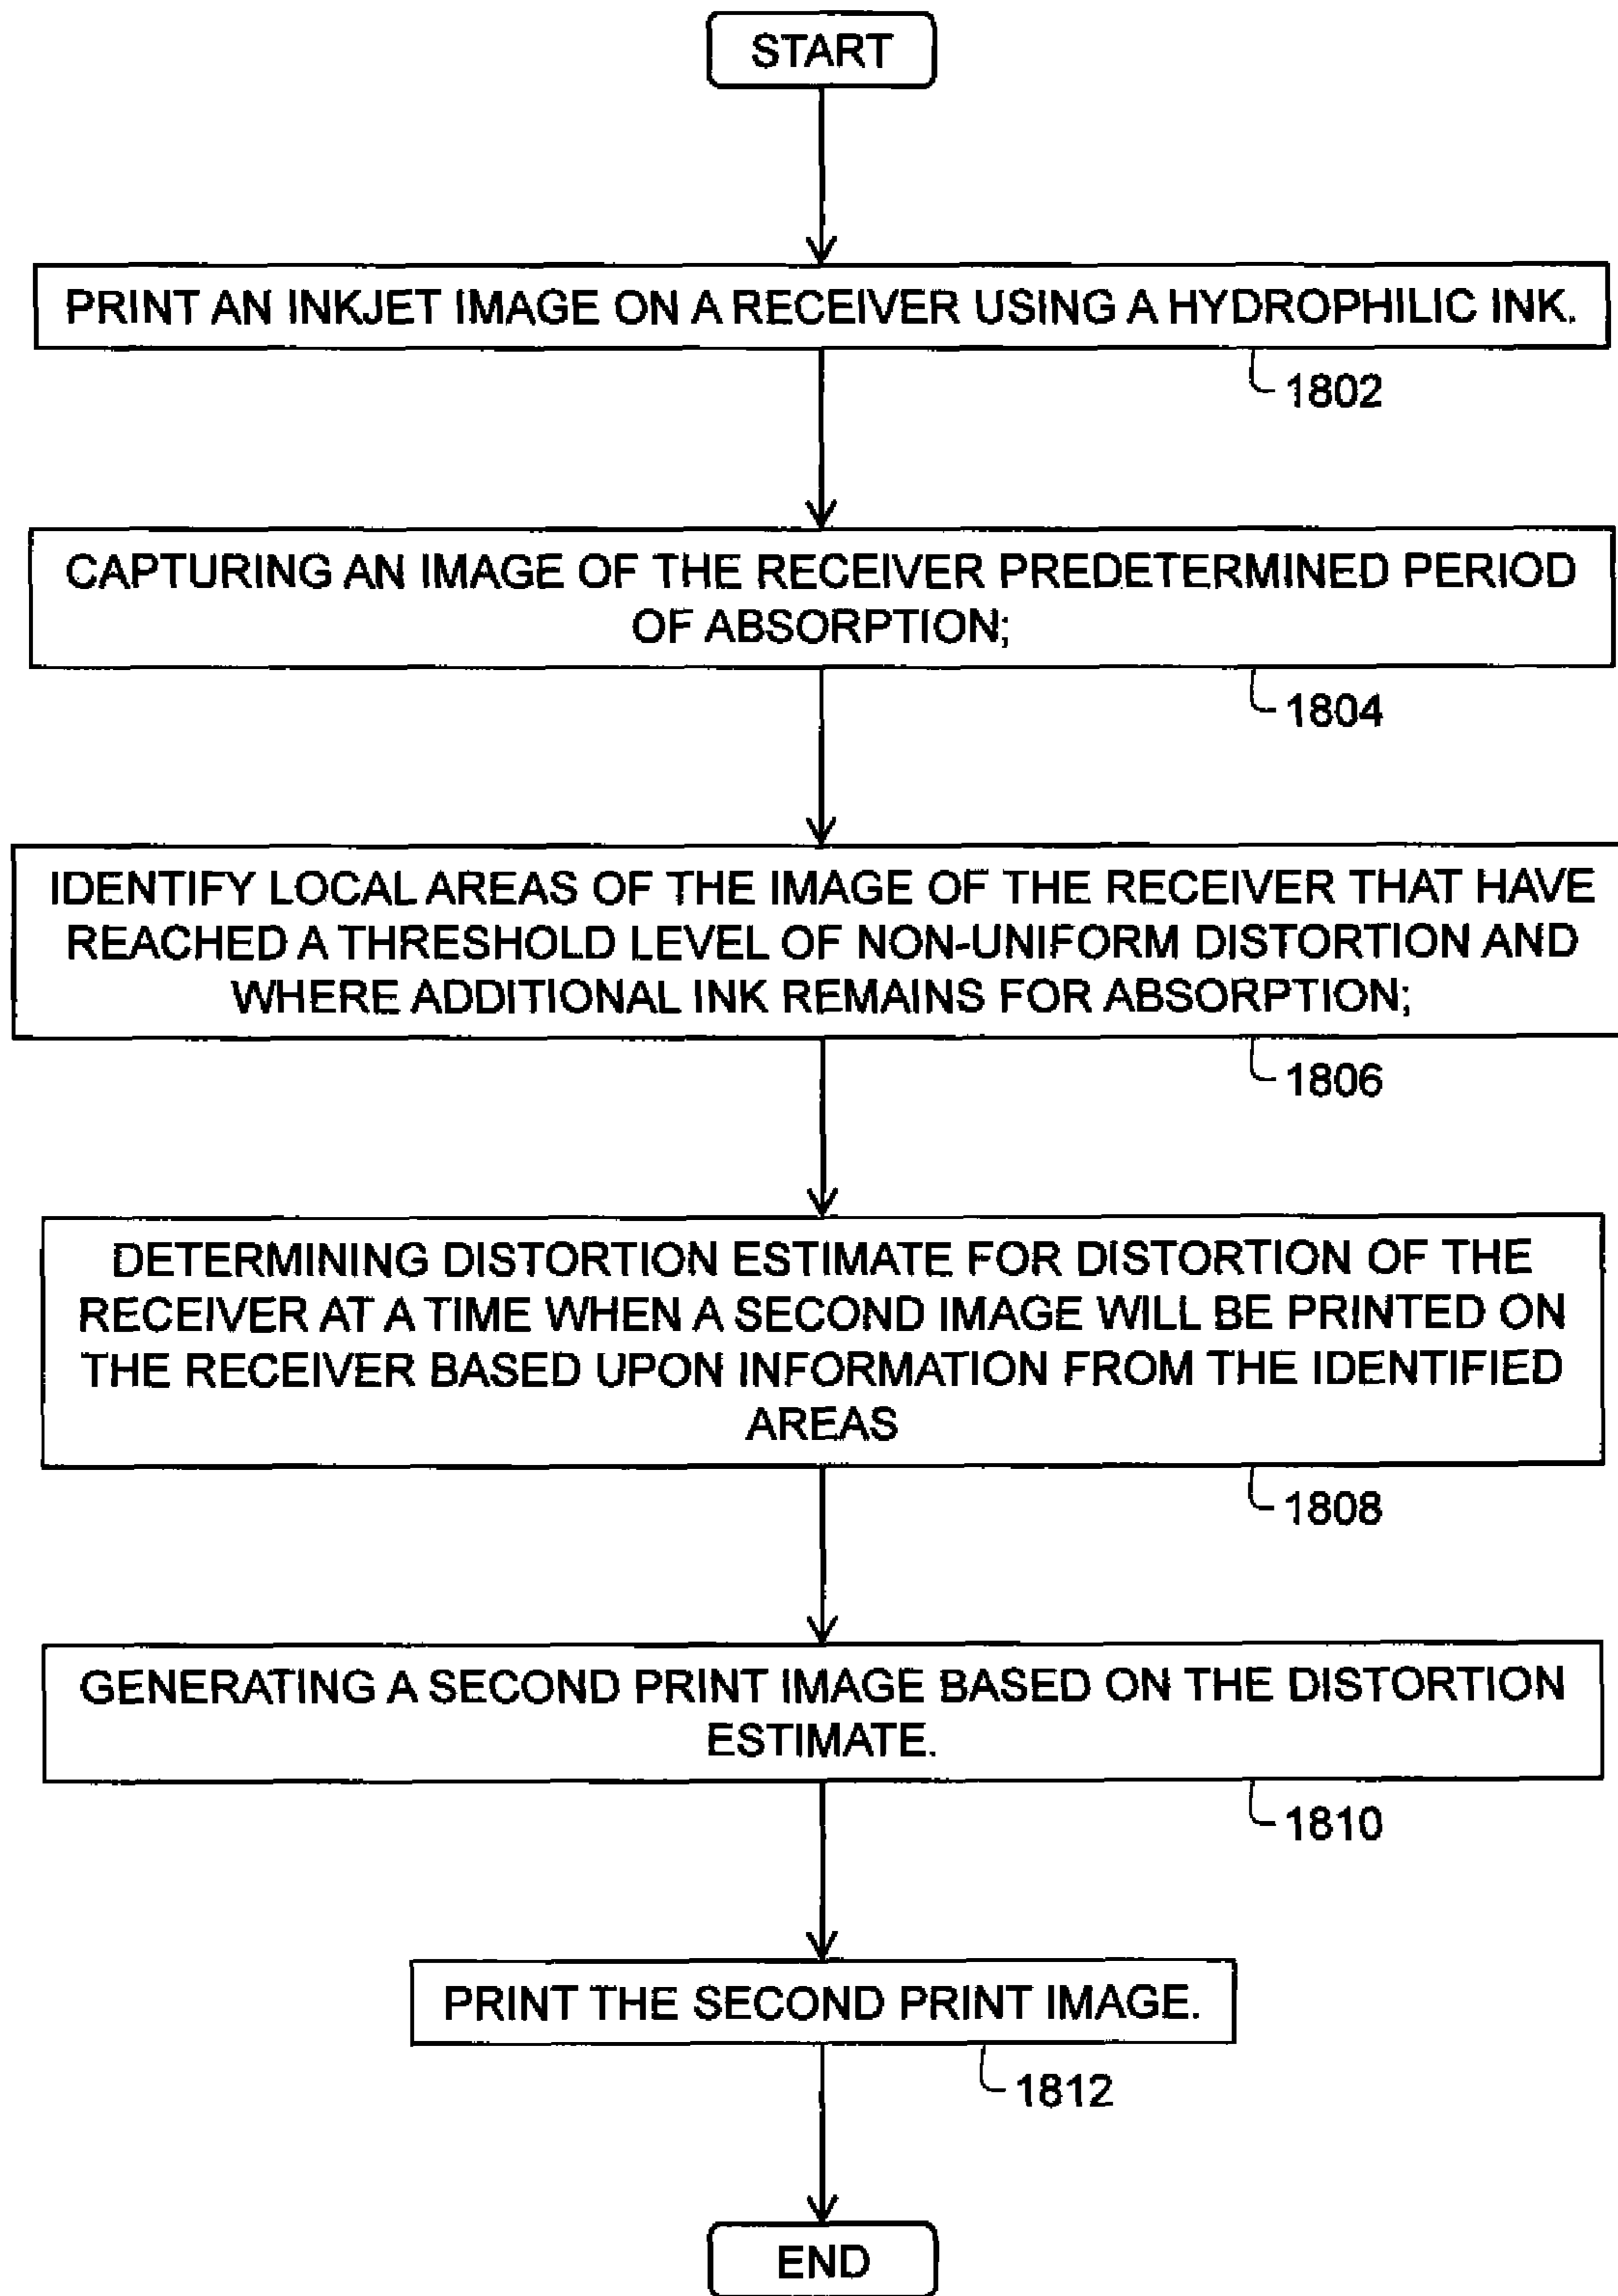 START
PRINT AN INKJET IMAGE ON A RECEIVER USING A HYDROPHILIC INK.
1802
CAPTURING AN IMAGE OF THE RECEIVER PREDETERMINED PERIOD
OF ABSORPTION;
1804
IDENTIFY LOCAL AREAS OF THE IMAGE OF THE RECEIVER THAT HAVE
REACHED A THRESHOLD LEVEL OF NON-UNIFORM DISTORTION AND
WHERE ADDITIONAL INK REMAINS FOR ABSORPTION;
1806
DETERMINING DISTORTION ESTIMATE FOR DISTORTION OF THE
RECEIVER AT A TIME WHEN A SECOND IMAGE WILL BE PRINTED ON
THE RECEIVER BASED UPON INFORMATION FROM THE IDENTIFIED
AREAS
1808
GENERATING A SECOND PRINT IMAGE BASED ON THE DISTORTION
ESTIMATE.
1810
PRINT THE SECOND PRINT IMAGE.
1812
END